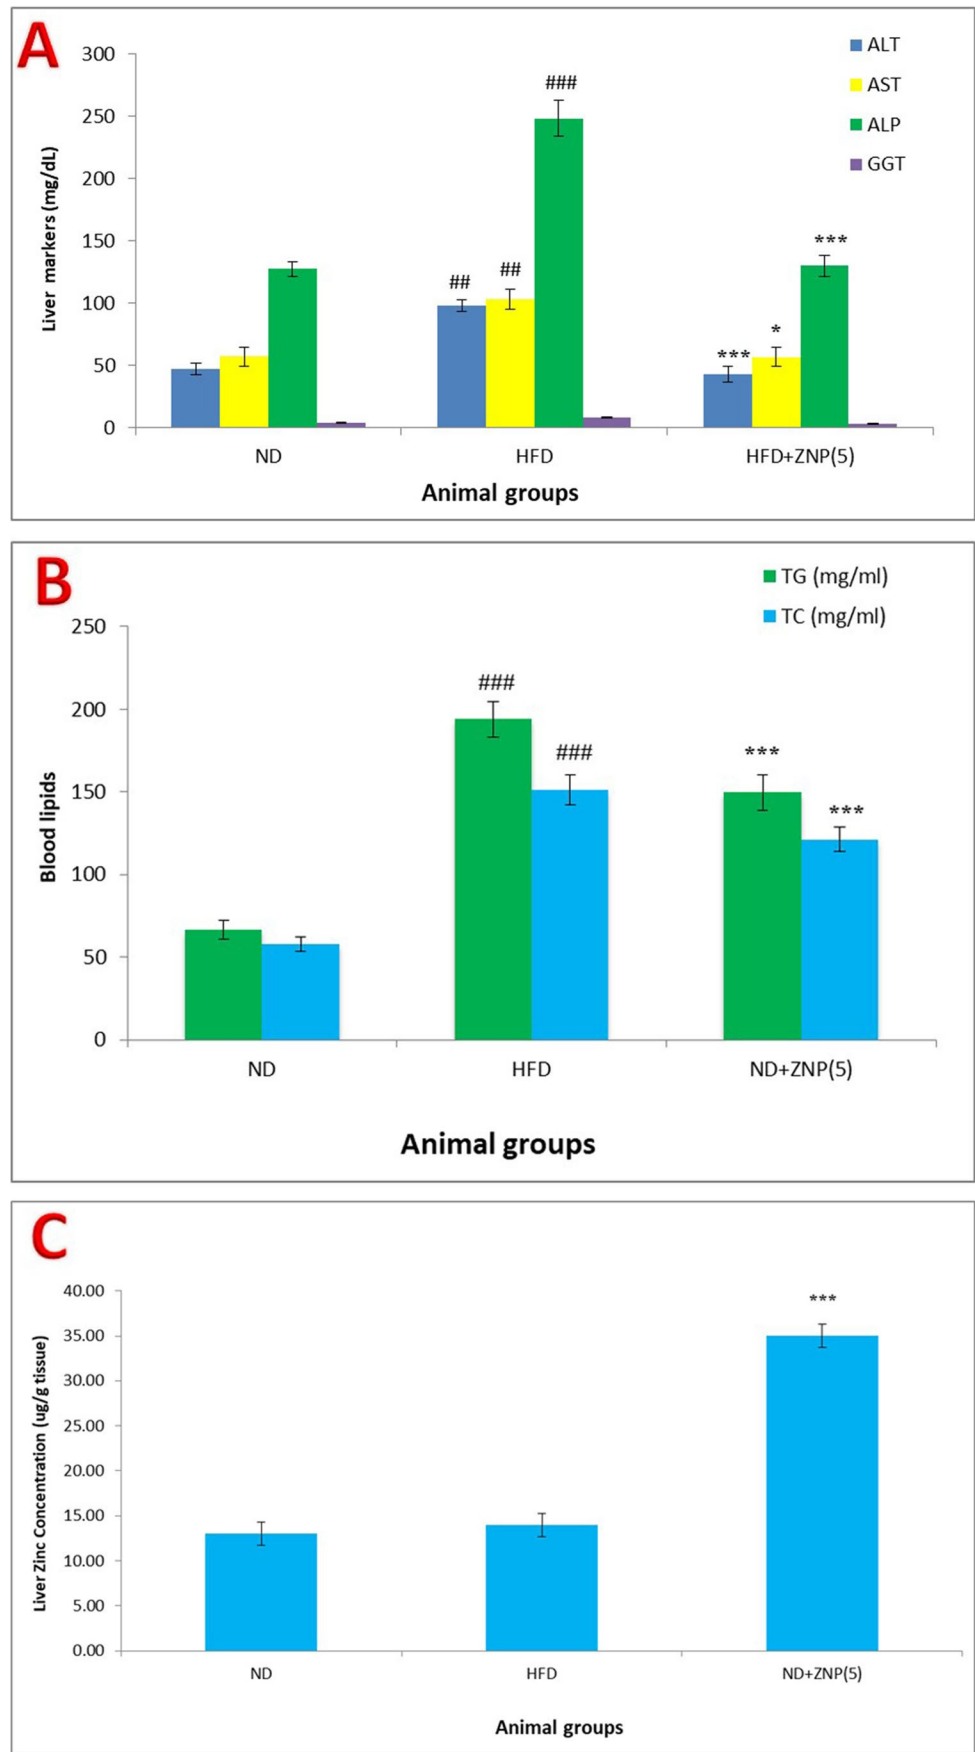 A
300
250
200
150
100
50
0
Liver markers (mg/dL)
ALT
AST
ALP
GGT
##
##
###
***
*
***
ND
HFD
HFD+ZNP(5)
Animal groups
B
TG (mg/ml)
TC (mg/ml)
250
200
150
100
50
0
Blood lipids
###
###
***
***
ND
HFD
ND+ZNP(5)
Animal groups
C
40.00
35.00
30.00
25.00
20.00
15.00
10.00
5.00
0.00
Liver Zinc Concentration (ug/g tissue)
***
ND
HFD
ND+ZNP(5)
Animal groups